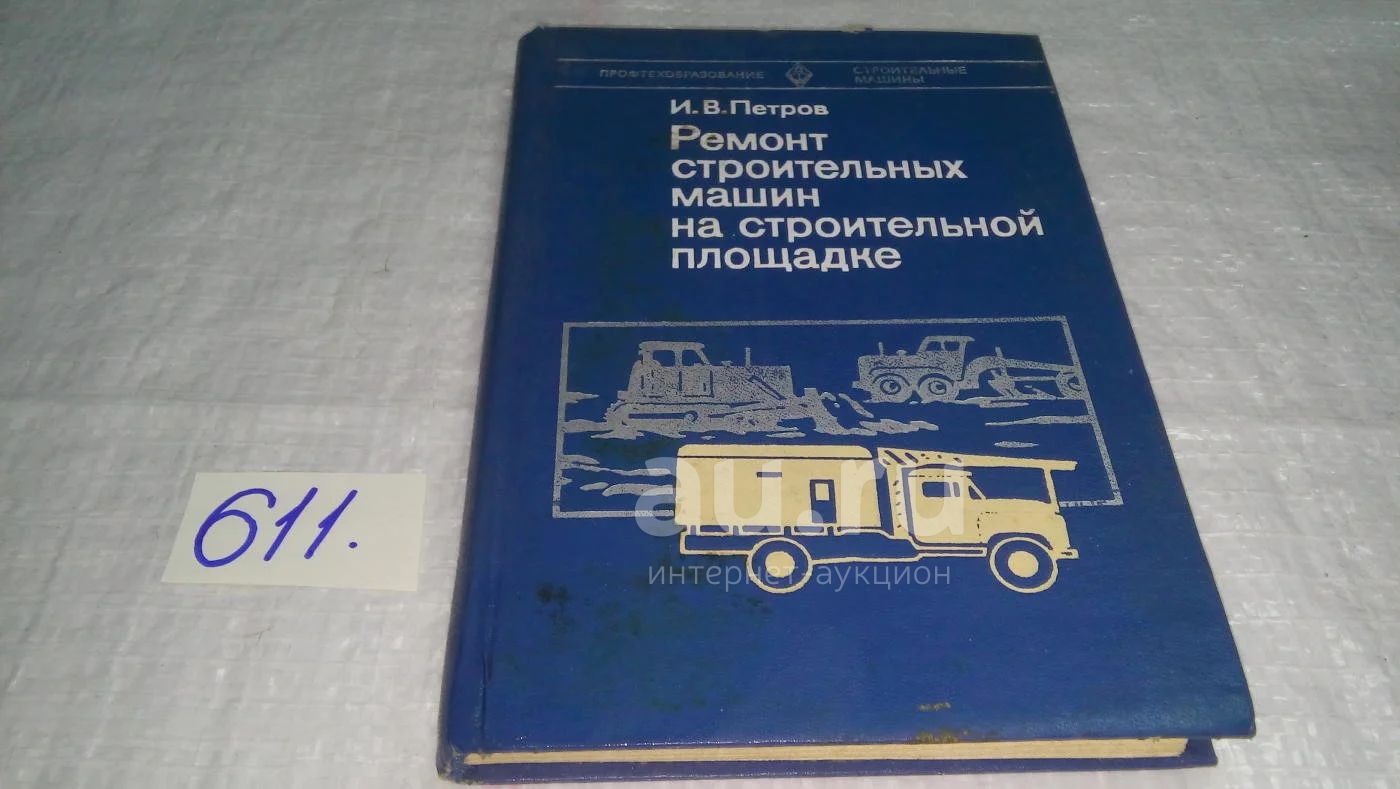 ПРОФТЕХОБРАЗОВАНИЕ
СТРОИТЕЛЬНЫЕ
МАШИНЫ
И. В. Петров
Ремонт
строительных
машин
на строительной
площадке
611.
au.ru
интернет-аукцион